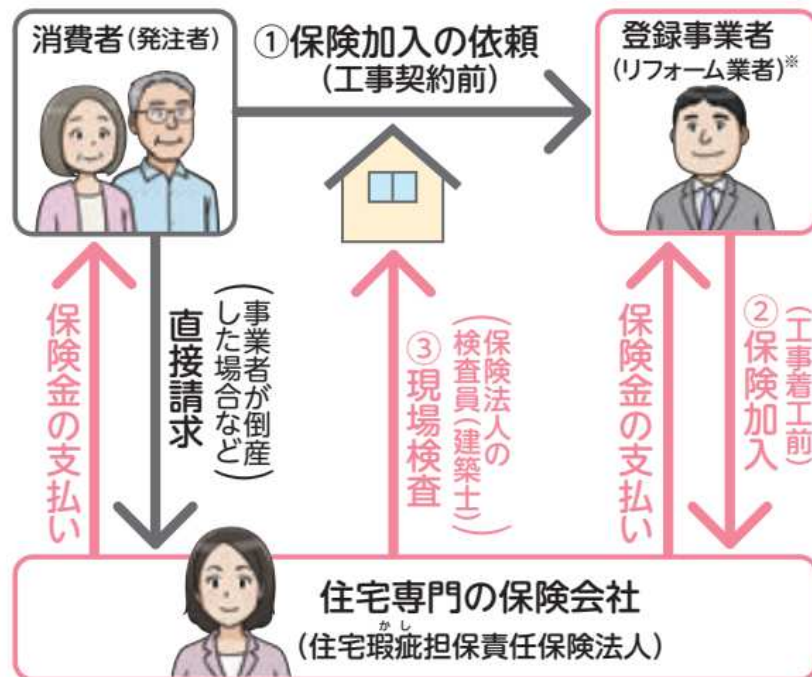 消費者(発注者)
①保険加入の依頼
(工事契約前)
登録事業者
(リフォーム業者)※
保険金の支払い
直接請求
(事業者が倒産
した場合など)
③現場検査
(保険法人の
検査員(建築士))
保険金の支払い
②保険加入
(工事着工前)
住宅専門の保険会社
かし
(住宅瑕疵担保責任保険法人)